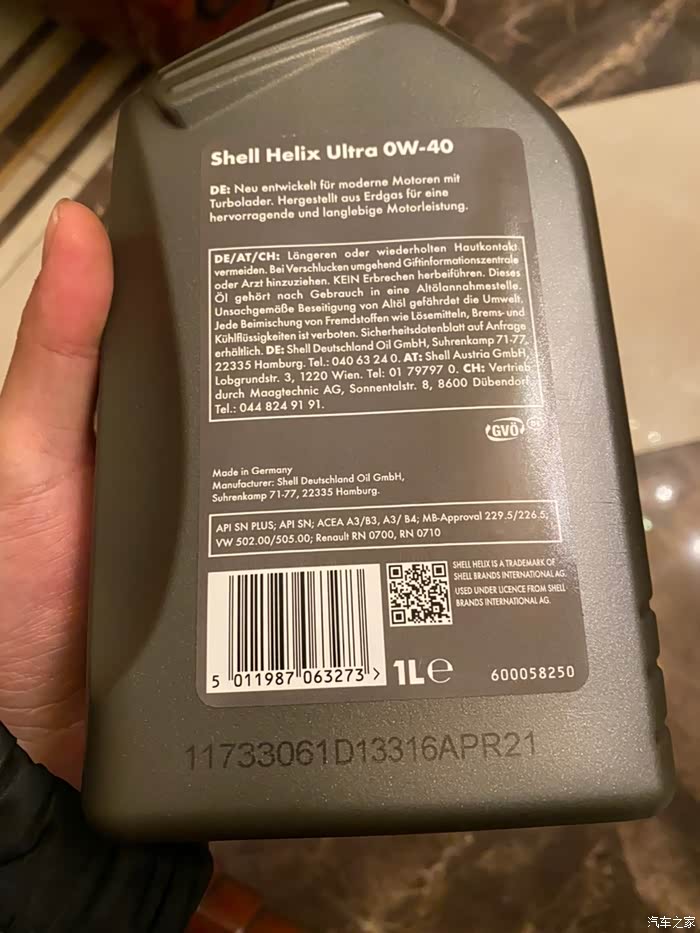 Shell Helix Ultra 0W-40
DE: Neu entwickelt für moderne Motoren mit
Turbolader. Hergestellt aus Erdgas für eine
hervorragende und langlebige Motorleistung.
DE/AT/CH: Längeren oder wiederholten Hautkontakt
vermeiden. Bei Verschlucken umgehend Giftinformationszentrale
oder Arzt hinzuziehen. KEIN Erbrechen herbeiführen. Dieses
Öl gehört nach Gebrauch in eine Altölannahmestelle.
Unsachgemäße Beseitigung von Altöl gefährdet die Umwelt.
Jede Beimischung von Fremdstoffen wie Lösemitteln, Brems- und
Kühlflüssigkeiten ist verboten. Sicherheitsdatenblatt auf Anfrage
erhältlich. DE: Shell Deutschland Oil GmbH, Suhrenkamp 71-77,
22335 Hamburg. Tel.: 040 63 24 0. AT: Shell Austria GmbH,
Lobgrundstr. 3, 1220 Wien. Tel: 01 79797 0. CH: Vertrieb
durch Maagtechnic AG, Sonnentalstr. 8, 8600 Dübendorf
Tel.: 044 824 91 91.
GVÖ
Made in Germany
Manufacturer: Shell Deutschland Oil GmbH,
Suhrenkamp 71-77, 22335 Hamburg.
API SN PLUS; API SN; ACEA A3/B3, A3/ B4; MB-Approval 229.5/226.5,
VW 502.00/505.00; Renault RN 0700, RN 0710
SHELL HELIX IS A TRADEMARK OF
SHELL BRANDS INTERNATIONAL AG.
USED UNDER LICENCE FROM SHELL
BRANDS INTERNATIONAL AG.
5 011987 063273 >
1L℮
600058250
11733061D13316APR21
汽车之家